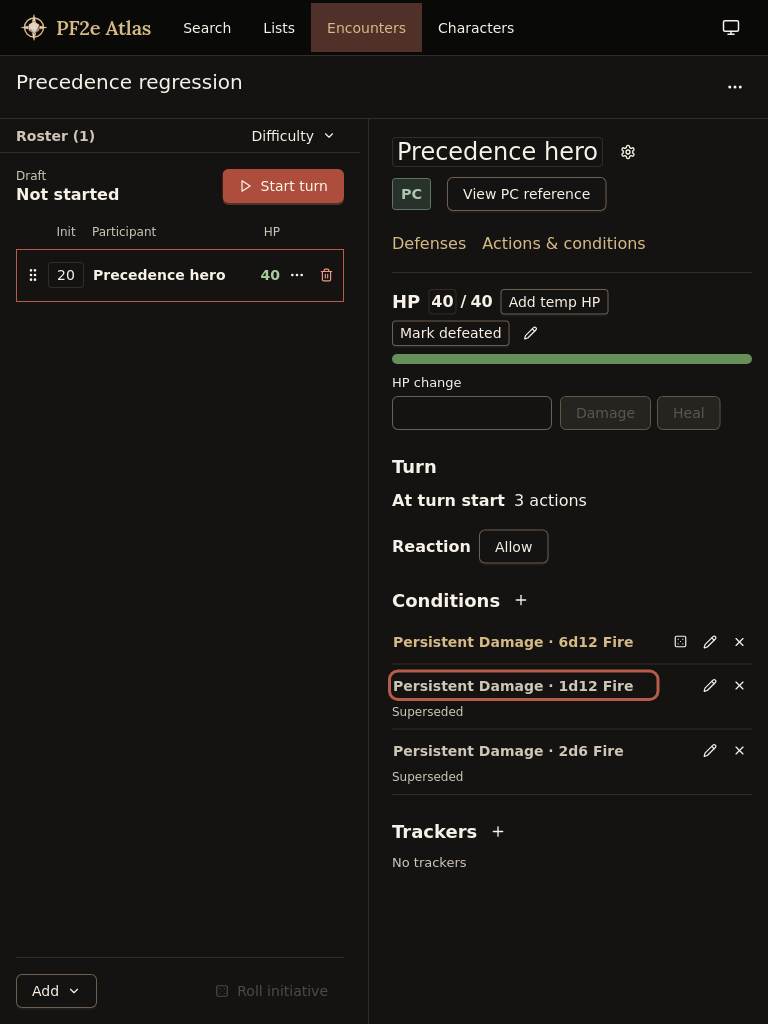 PF2e Atlas Search Lists Encounters Characters
Precedence regression
Roster (1) Difficulty
Draft
Not started
Start turn
Init Participant HP
20 Precedence hero 40
Add
Roll initiative
Precedence hero
PC View PC reference
Defenses Actions & conditions
HP 40 / 40 Add temp HP
Mark defeated
HP change
Damage Heal
Turn
At turn start 3 actions
Reaction Allow
Conditions
Persistent Damage · 6d12 Fire
Persistent Damage · 1d12 Fire
Superseded
Persistent Damage · 2d6 Fire
Superseded
Trackers
No trackers